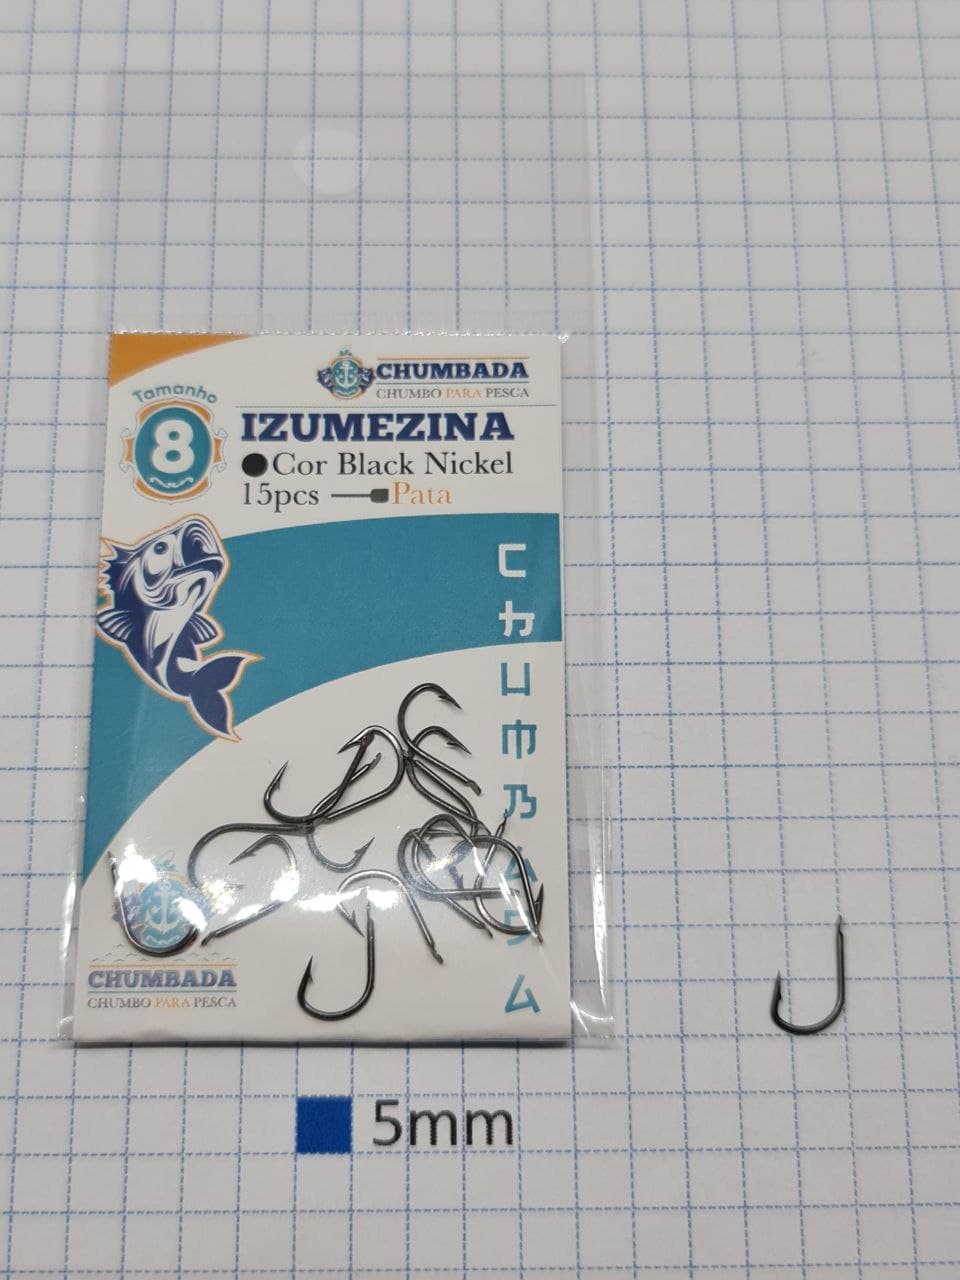 Tamanho
8
CHUMBADA
CHUMBO PARA PESCA
IZUMEZINA
Cor Black Nickel
15pcs Pata
CHUMBADA
CHUMBADA
CHUMBO PARA PESCA
5mm